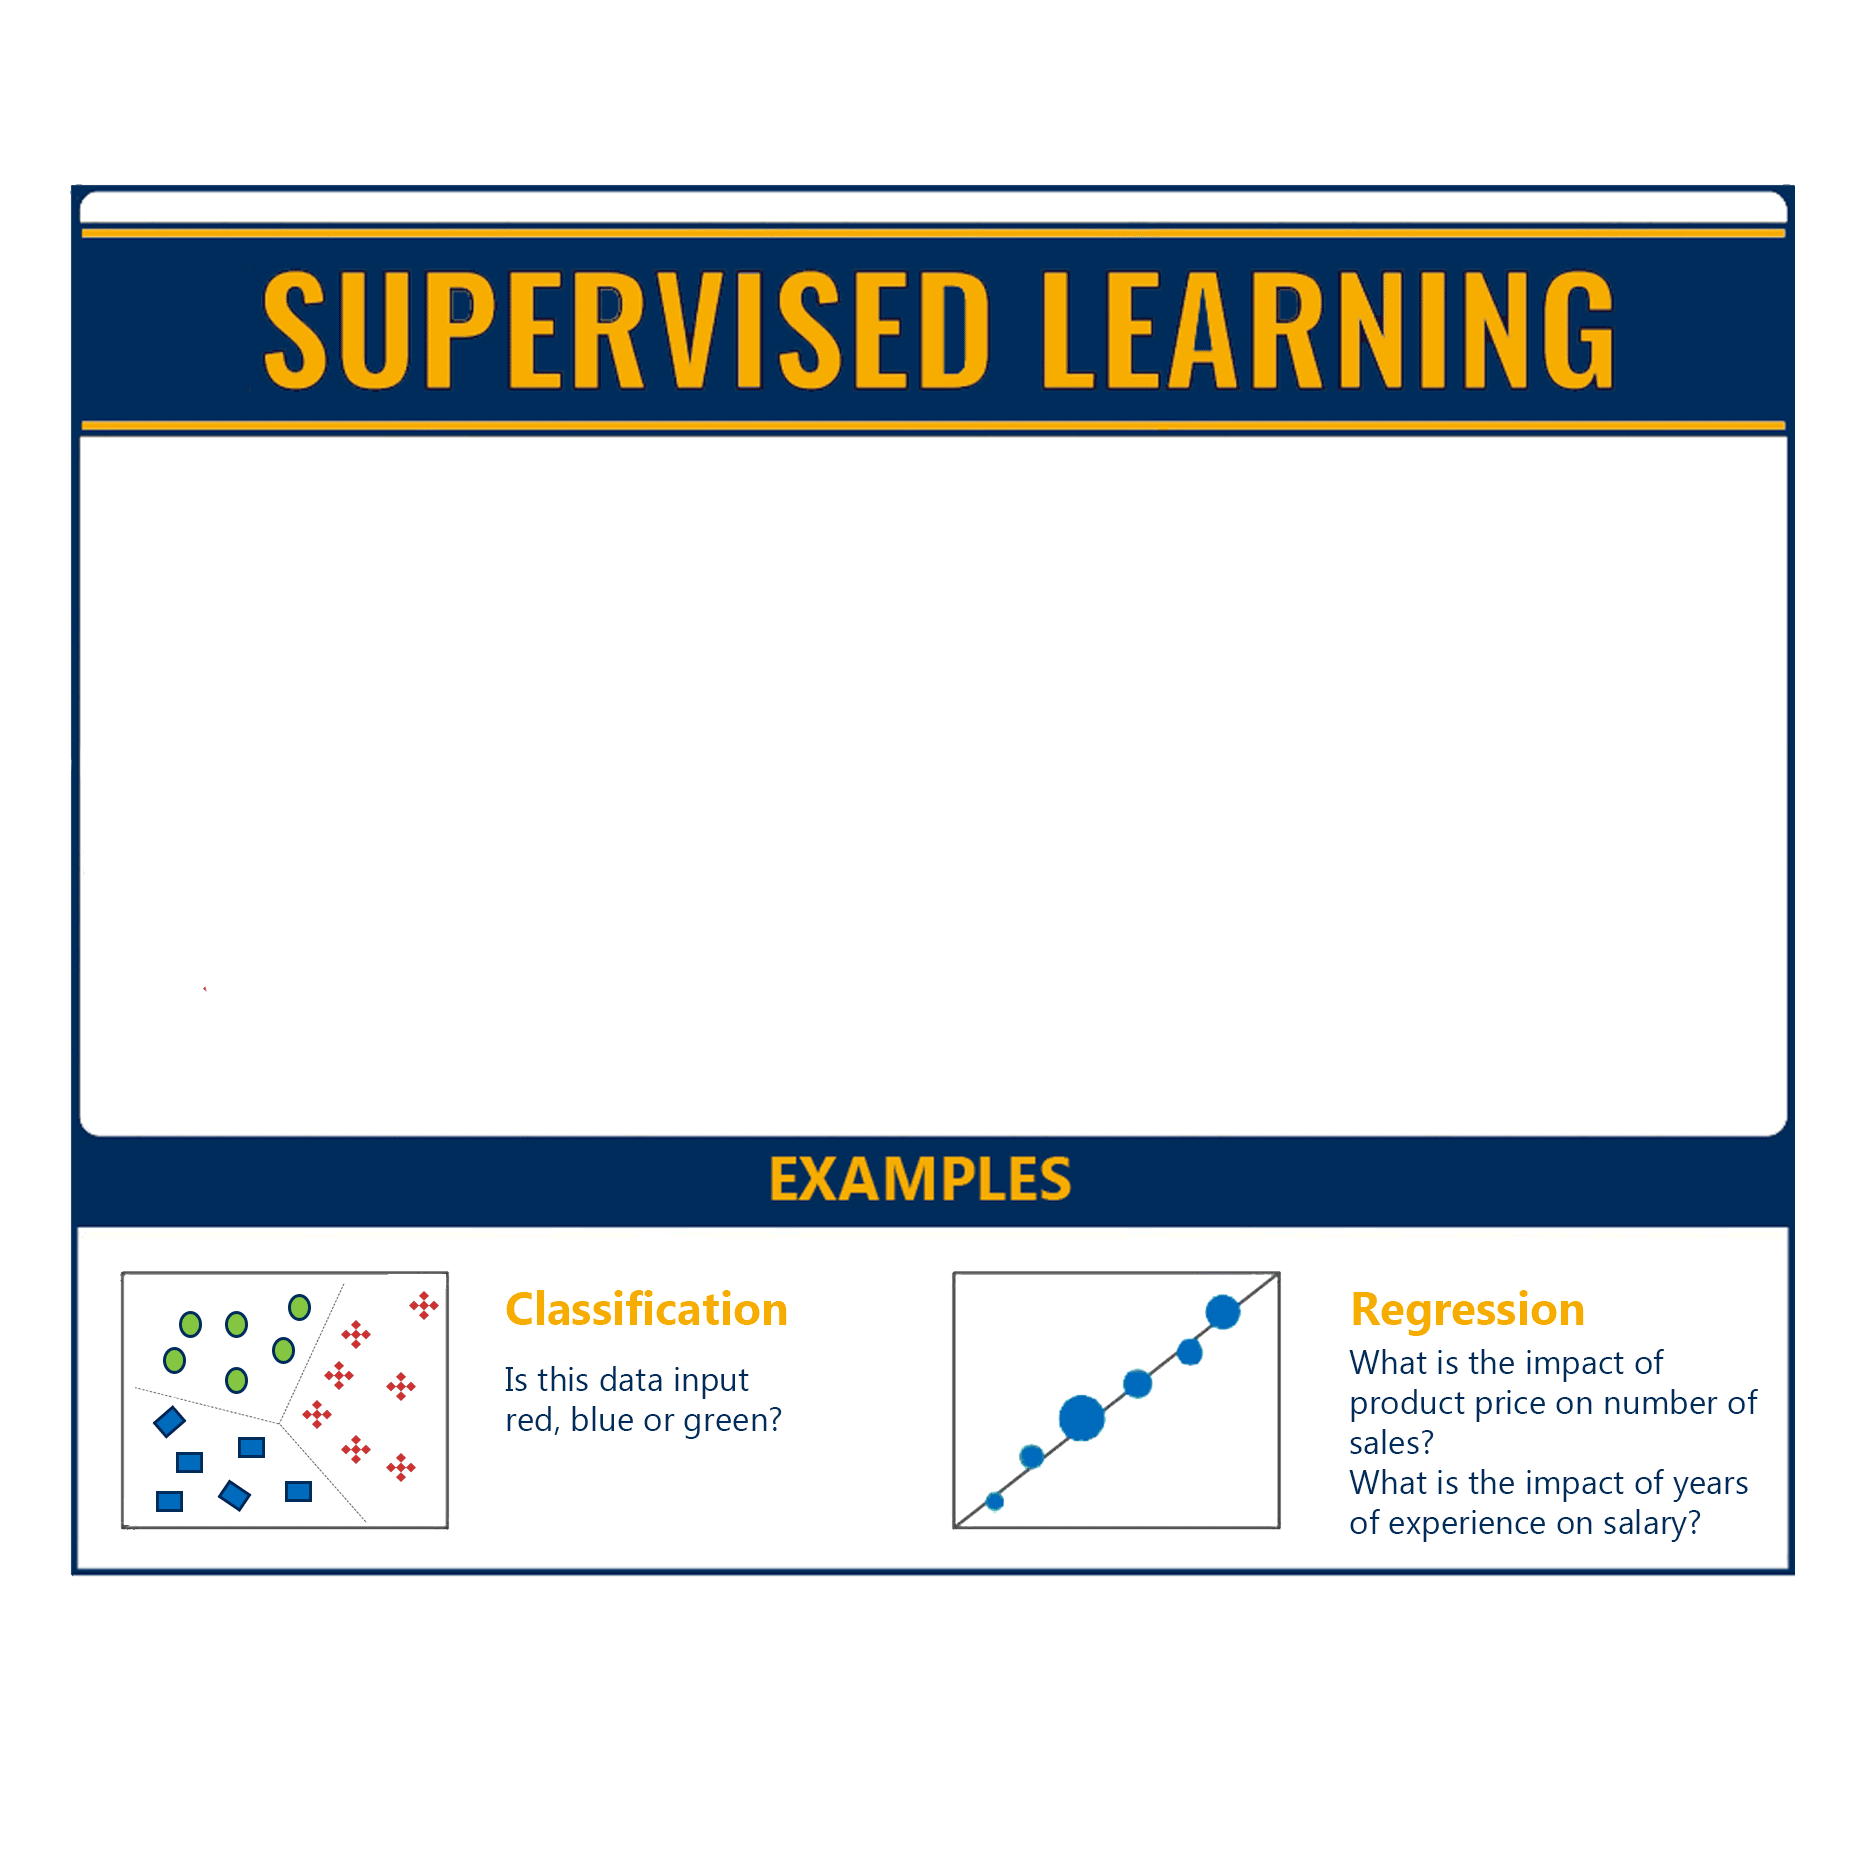 SUPERVISED LEARNING
EXAMPLES
Classification
Is this data input
red, blue or green?
Regression
What is the impact of
product price on number of
sales?
What is the impact of years
of experience on salary?